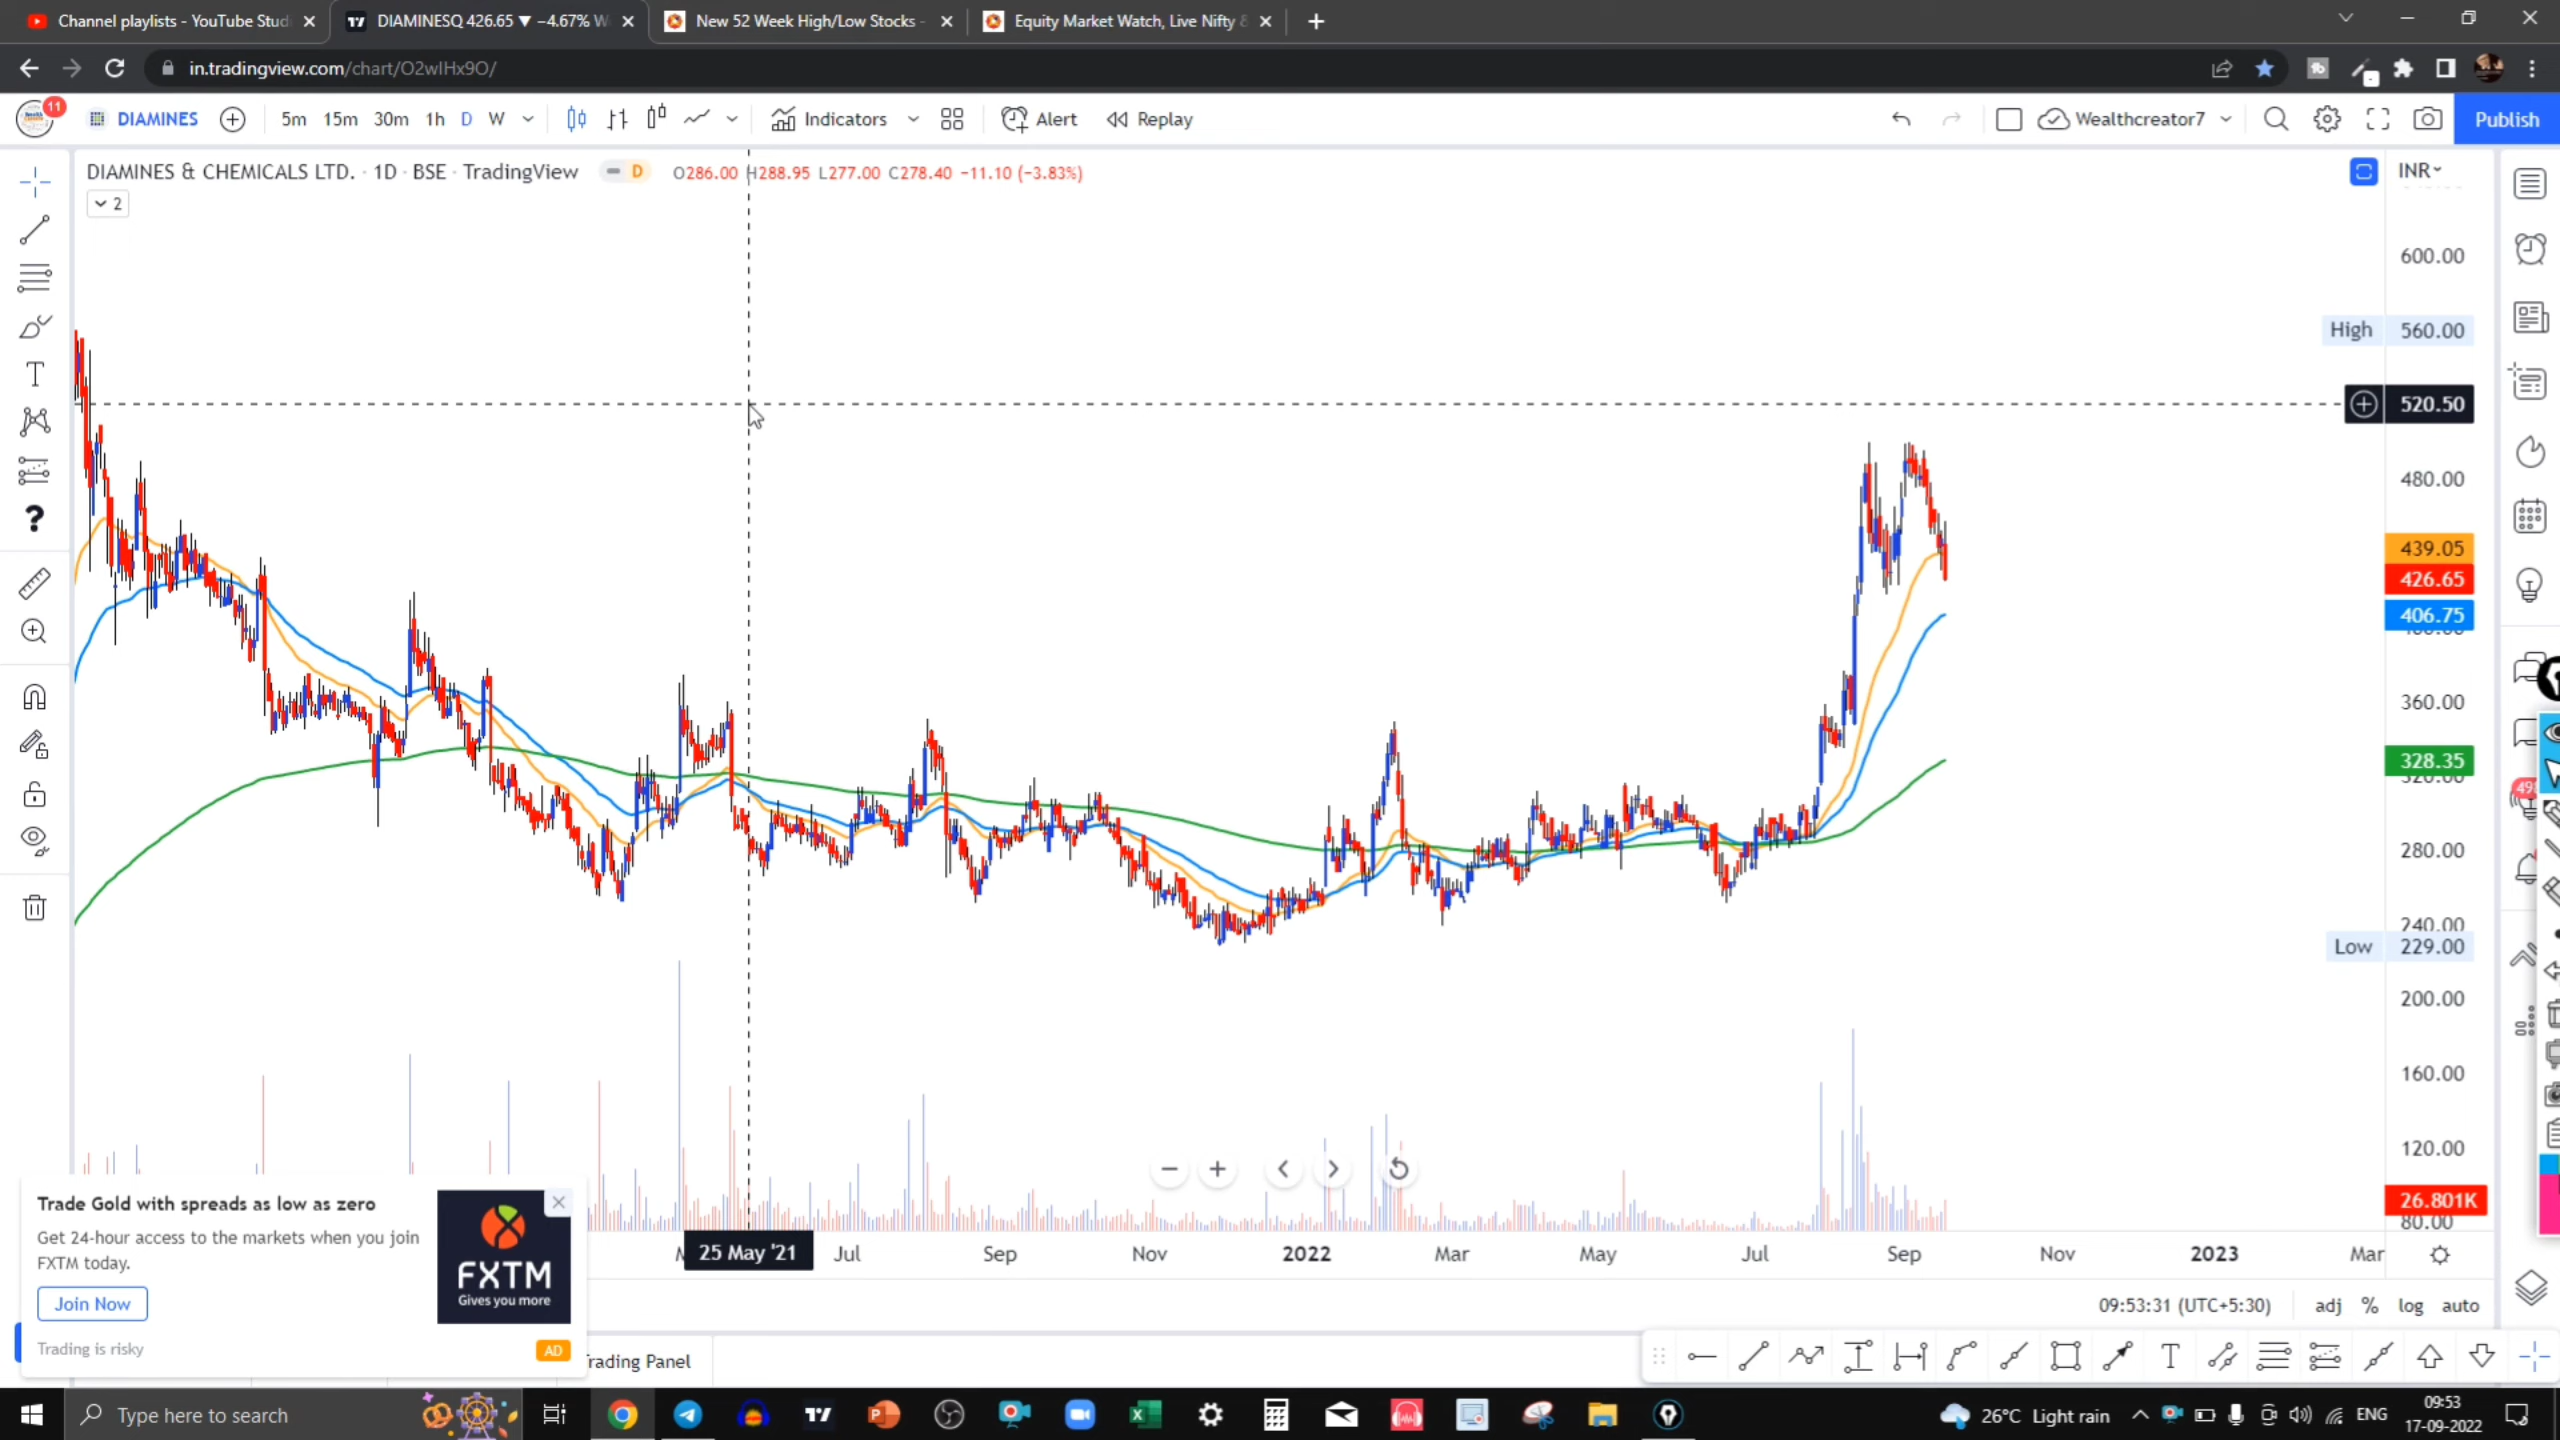 Channel playlists - YouTube Stud
DIAMINESQ 426.65 ▼ −4.67% W
New 52 Week High/Low Stocks -
Equity Market Watch, Live Nifty &
in.tradingview.com/chart/O2wIHx9O/
11
DIAMINES
5m 15m 30m 1h D W
Indicators
Alert
Replay
Wealthcreator7
Publish
DIAMINES & CHEMICALS LTD. · 1D · BSE · TradingView
D
O286.00 H288.95 L277.00 C278.40 −11.10 (−3.83%)
INR
2
600.00
High 560.00
520.50
480.00
439.05
426.65
406.75
360.00
328.35
320.00
280.00
240.00
Low 229.00
200.00
160.00
120.00
26.801K
80.00
49
Trade Gold with spreads as low as zero
Get 24-hour access to the markets when you join
FXTM today.
Join Now
Trading is risky
FXTM
Gives you more
AD
25 May '21 Jul Sep Nov 2022 Mar May Jul Sep Nov 2023 Mar
09:53:31 (UTC+5:30) adj % log auto
Trading Panel
Type here to search
26°C Light rain
ENG
09:53
17-09-2022